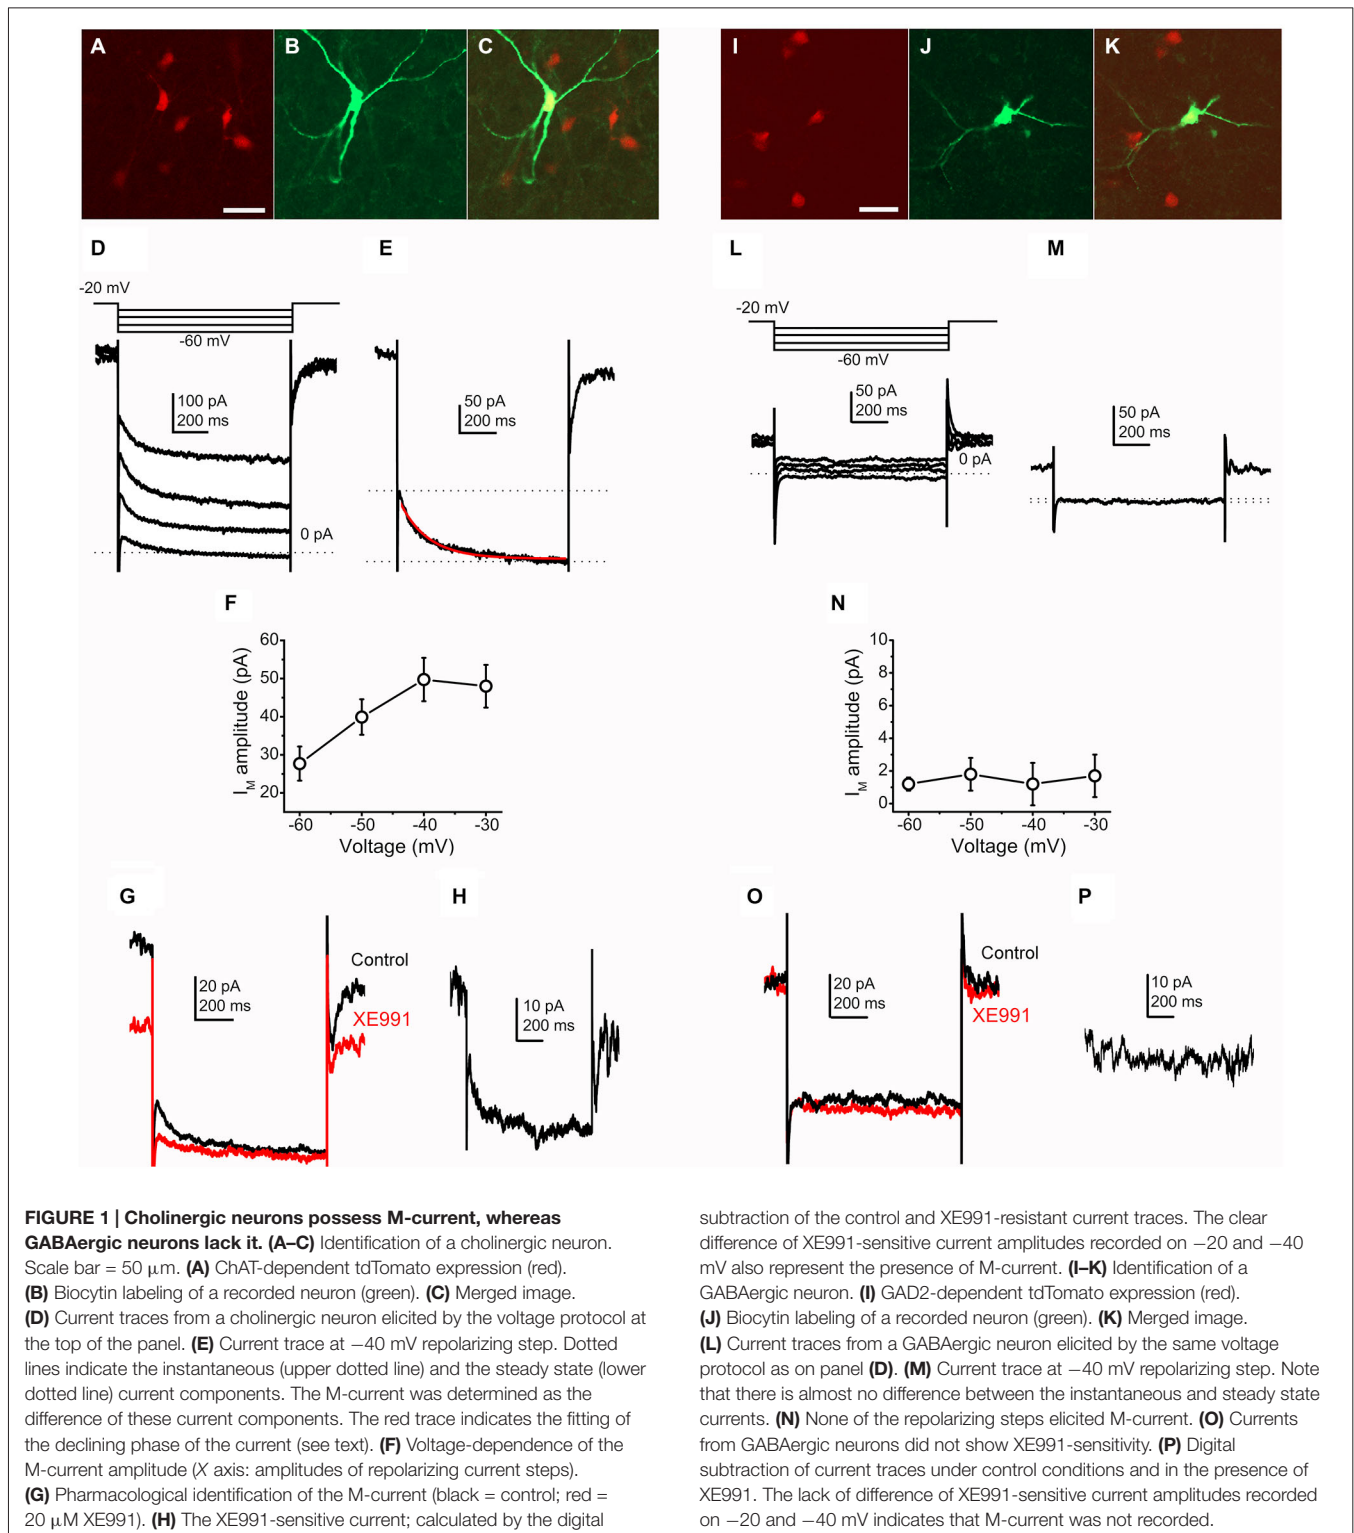 A
B
C
I
J
K
D
E
L
M
-20 mV
-60 mV
100 pA
200 ms
0 pA
50 pA
200 ms
-20 mV
-60 mV
50 pA
200 ms
0 pA
50 pA
200 ms
F
60
50
40
30
20
I_M amplitude (pA)
-60 -50 -40 -30
Voltage (mV)
N
10
8
6
4
2
0
I_M amplitude (pA)
-60 -50 -40 -30
Voltage (mV)
G
20 pA
200 ms
Control
XE991
H
10 pA
200 ms
O
20 pA
200 ms
Control
XE991
P
10 pA
200 ms
FIGURE 1 | Cholinergic neurons possess M-current, whereas
GABAergic neurons lack it. (A–C) Identification of a cholinergic neuron.
Scale bar = 50 μm. (A) ChAT-dependent tdTomato expression (red).
(B) Biocytin labeling of a recorded neuron (green). (C) Merged image.
(D) Current traces from a cholinergic neuron elicited by the voltage protocol at
the top of the panel. (E) Current trace at −40 mV repolarizing step. Dotted
lines indicate the instantaneous (upper dotted line) and the steady state (lower
dotted line) current components. The M-current was determined as the
difference of these current components. The red trace indicates the fitting of
the declining phase of the current (see text). (F) Voltage-dependence of the
M-current amplitude (X axis: amplitudes of repolarizing current steps).
(G) Pharmacological identification of the M-current (black = control; red =
20 μM XE991). (H) The XE991-sensitive current; calculated by the digital
subtraction of the control and XE991-resistant current traces. The clear
difference of XE991-sensitive current amplitudes recorded on −20 and −40
mV also represent the presence of M-current. (I–K) Identification of a
GABAergic neuron. (I) GAD2-dependent tdTomato expression (red).
(J) Biocytin labeling of a recorded neuron (green). (K) Merged image.
(L) Current traces from a GABAergic neuron elicited by the same voltage
protocol as on panel (D). (M) Current trace at −40 mV repolarizing step. Note
that there is almost no difference between the instantaneous and steady state
currents. (N) None of the repolarizing steps elicited M-current. (O) Currents
from GABAergic neurons did not show XE991-sensitivity. (P) Digital
subtraction of current traces under control conditions and in the presence of
XE991. The lack of difference of XE991-sensitive current amplitudes recorded
on −20 and −40 mV indicates that M-current was not recorded.